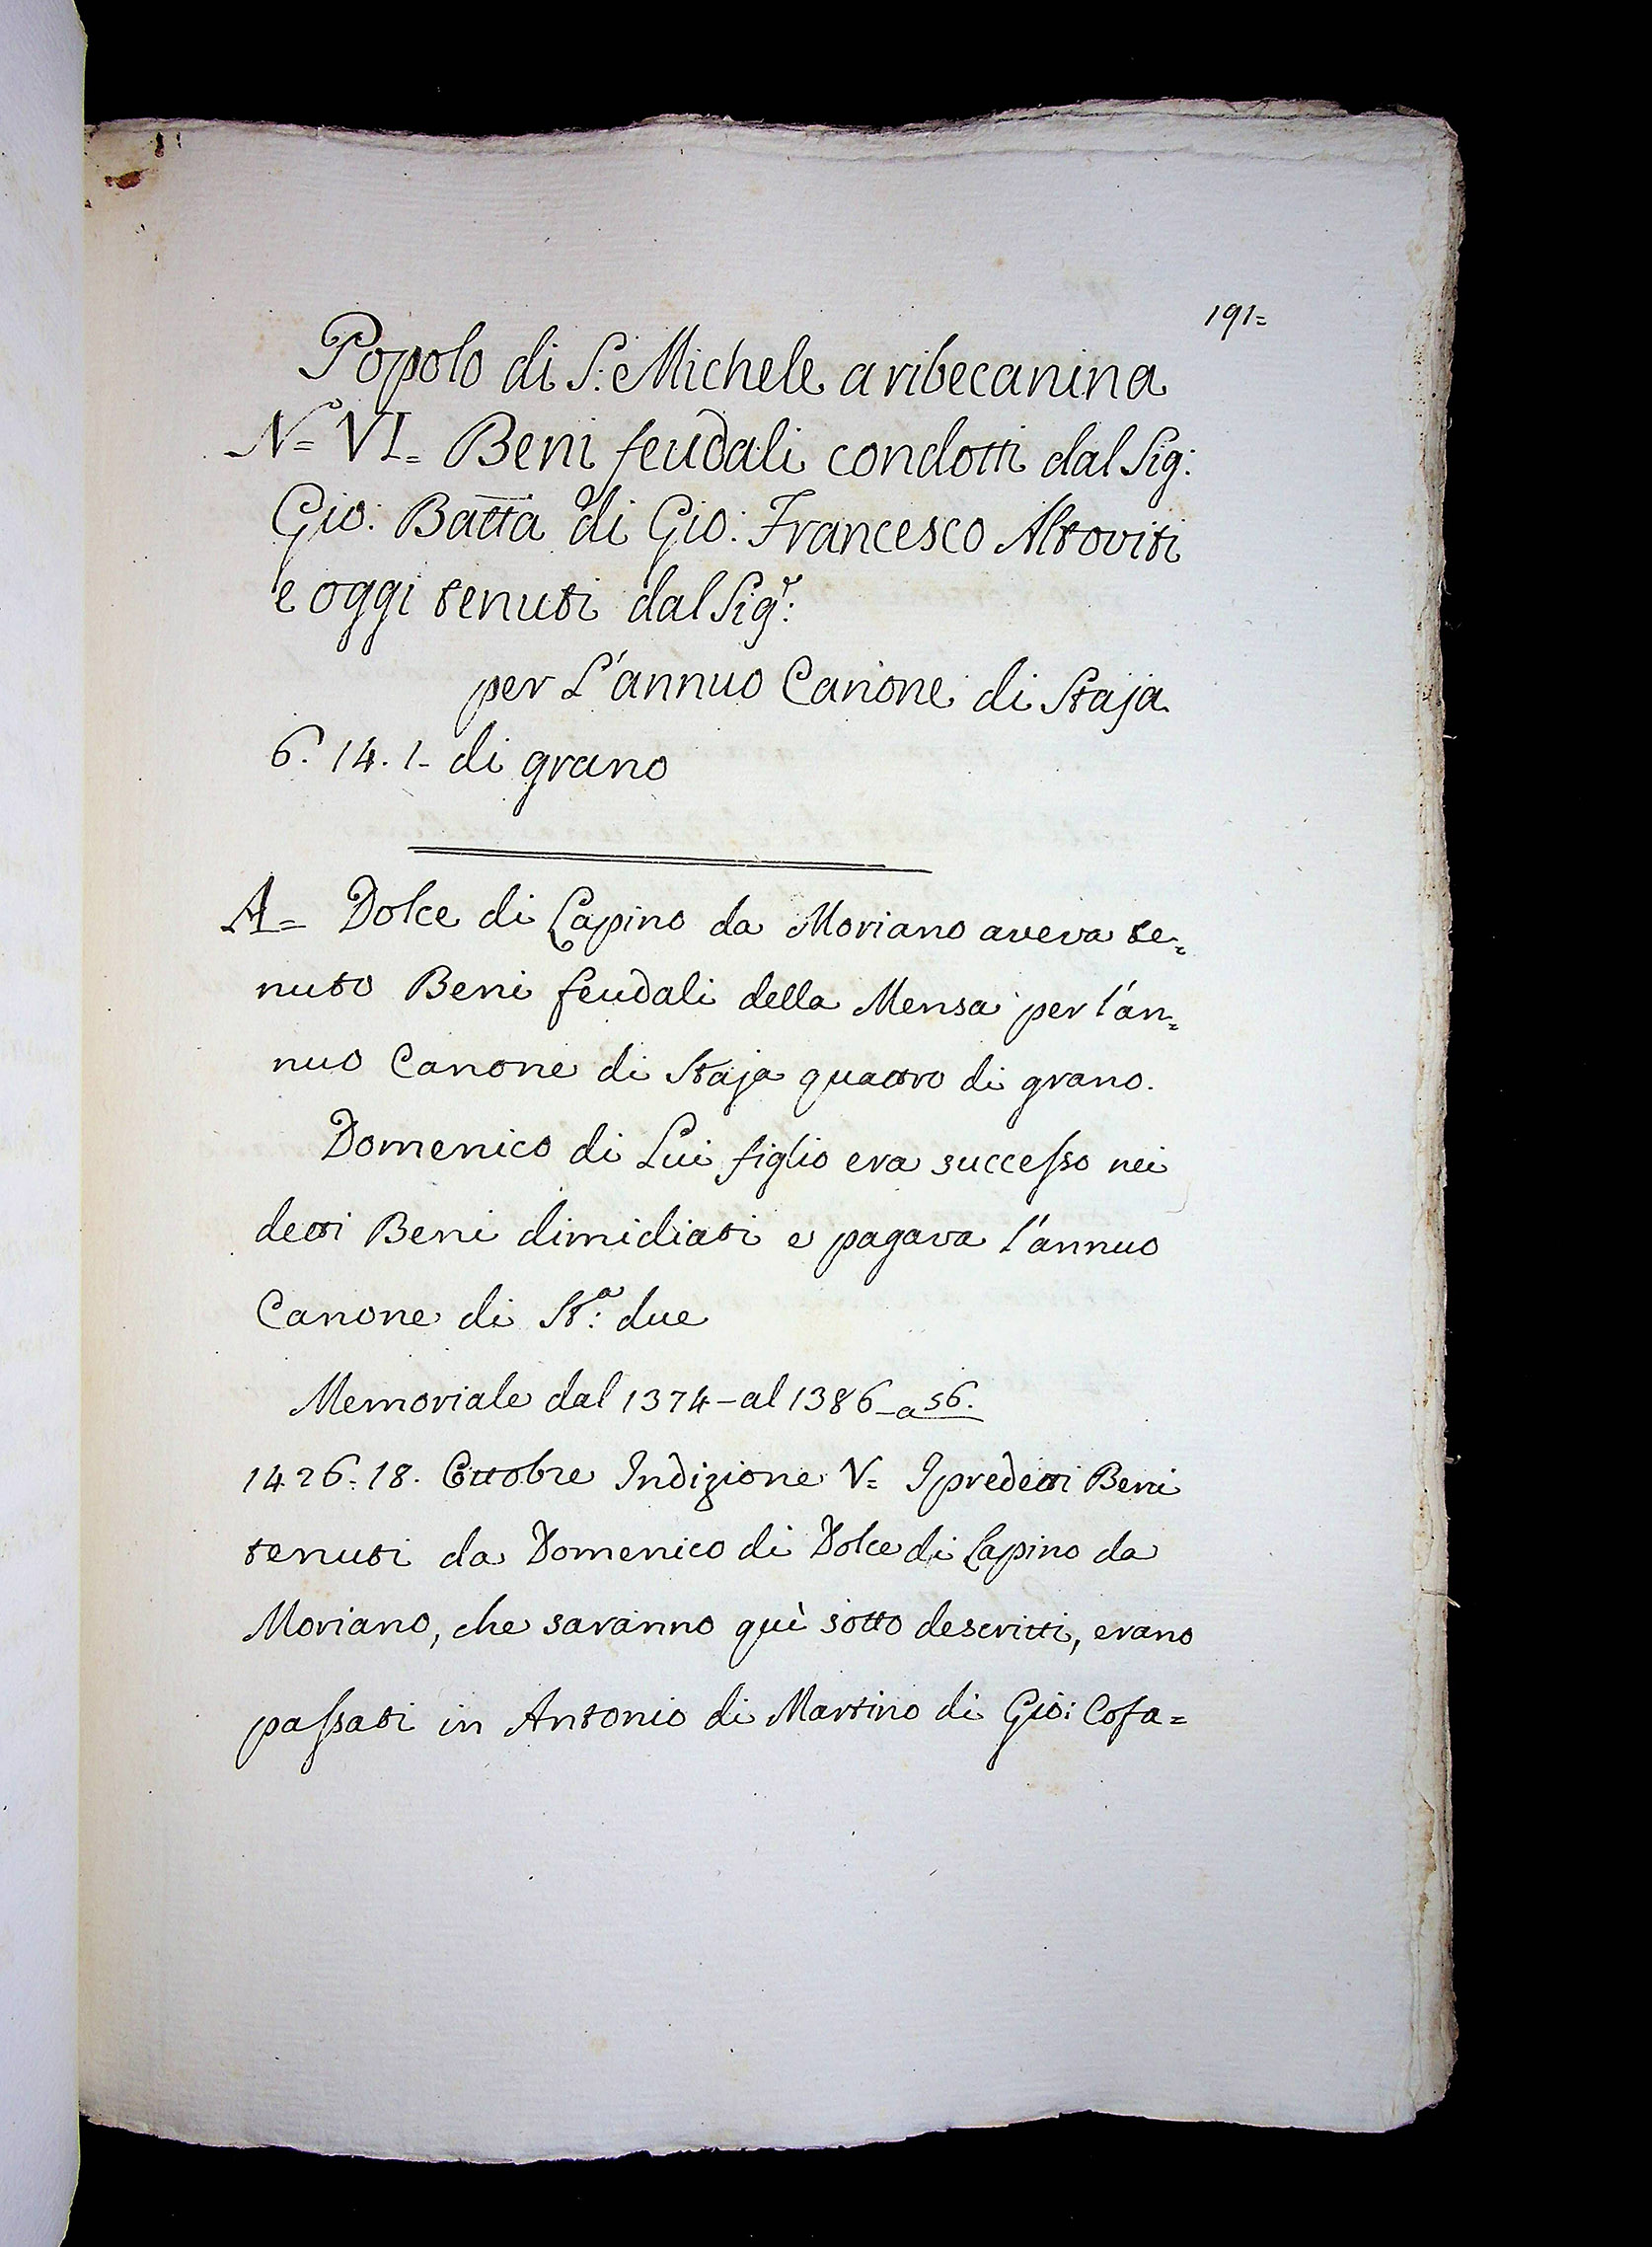 191=
Popolo di S: Michele a ribecanina
N= VI= Beni feudali condotti dal Sig:
Gio: Batta di Gio: Francesco Altoviti
e oggi tenuti dal Sigr:
per L'annuo Canone di Staja
6. 14. 1- di grano
A= Dolce di Lapino da Moriano aveva te=
nuto Beni feudali della Mensa per l'an=
nuo Canone di Staja quattro di grano.
Domenico di Lui figlio era successo nei
detti Beni dimidiati e pagava l'annuo
Canone di St:a due
Memoriale dal 1374- al 1386- a 56.
1426= 18. Ottobre Indizione V= I predetti Beni
tenuti da Domenico di Dolce di Lapino da
Moriano, che saranno quì sotto descritti, erano
passati in Antonio di Martino di Gio: Cofa=